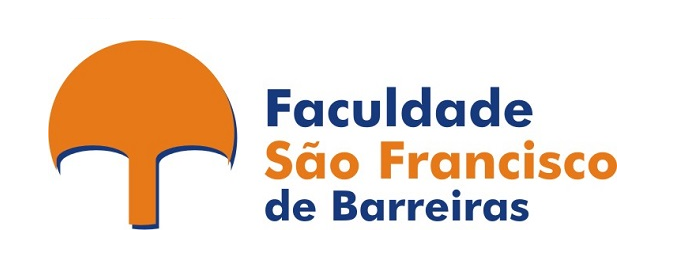 Faculdade
São Francisco
de Barreiras